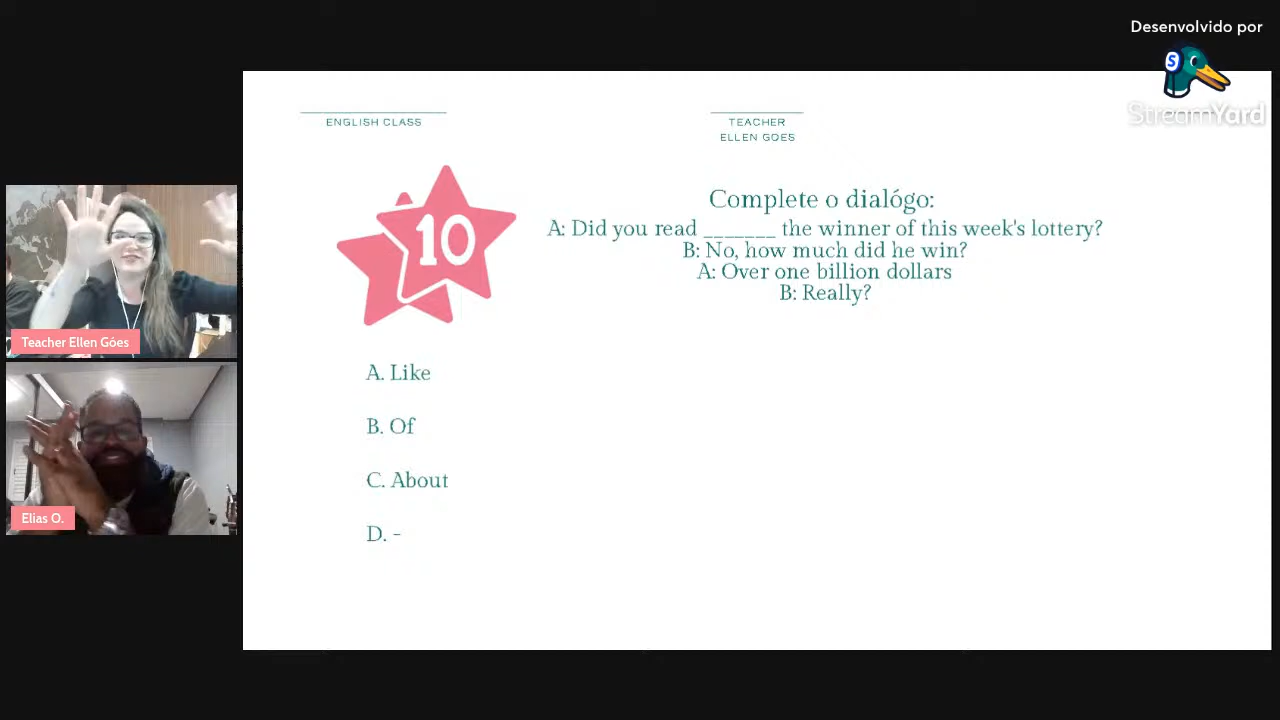 Desenvolvido por
S
StreamYard
ENGLISH CLASS
TEACHER
ELLEN GOES
10
Complete o dialógo:
A: Did you read _______ the winner of this week's lottery?
B: No, how much did he win?
A: Over one billion dollars
B: Really?
A. Like
B. Of
C. About
D. -
Teacher Ellen Góes
Elias O.